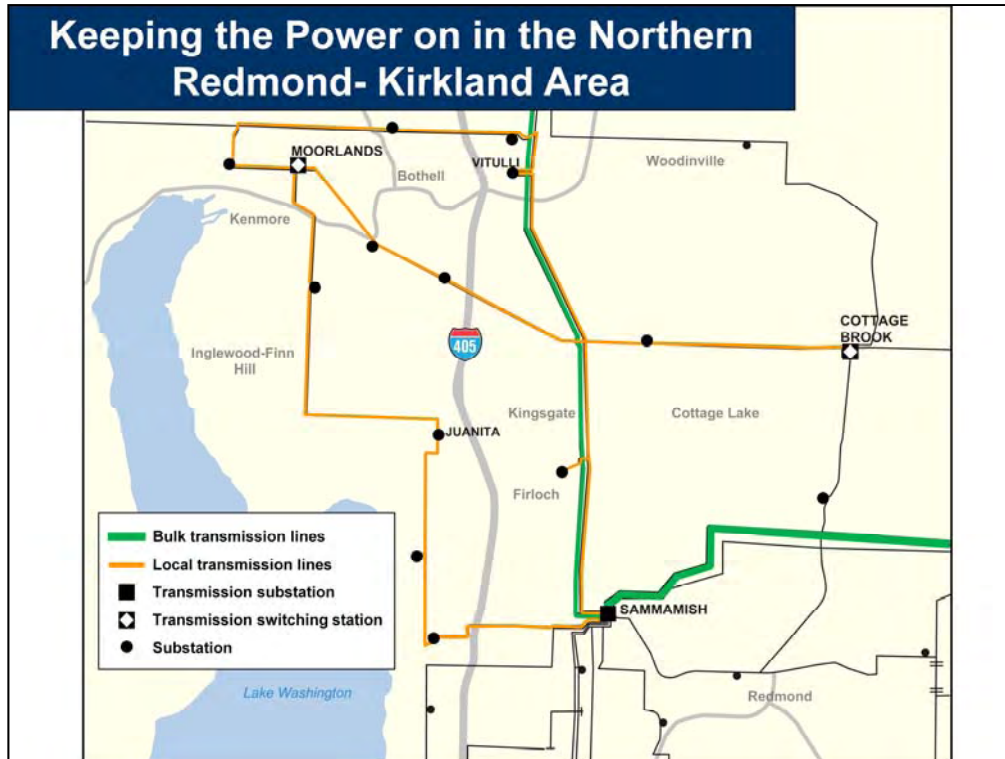 Keeping the Power on in the Northern
Redmond- Kirkland Area
MOORLANDS
VITULLI
Woodinville
Bothell
Kenmore
COTTAGE
BROOK
405
Inglewood-Finn
Hill
Kingsgate
Cottage Lake
JUANITA
Firloch
Bulk transmission lines
Local transmission lines
Transmission substation
Transmission switching station
Substation
SAMMAMISH
Lake Washington
Redmond